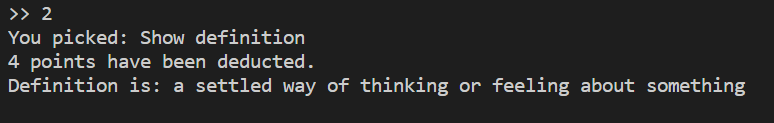 >> 2
You picked: Show definition
4 points have been deducted.
Definition is: a settled way of thinking or feeling about something